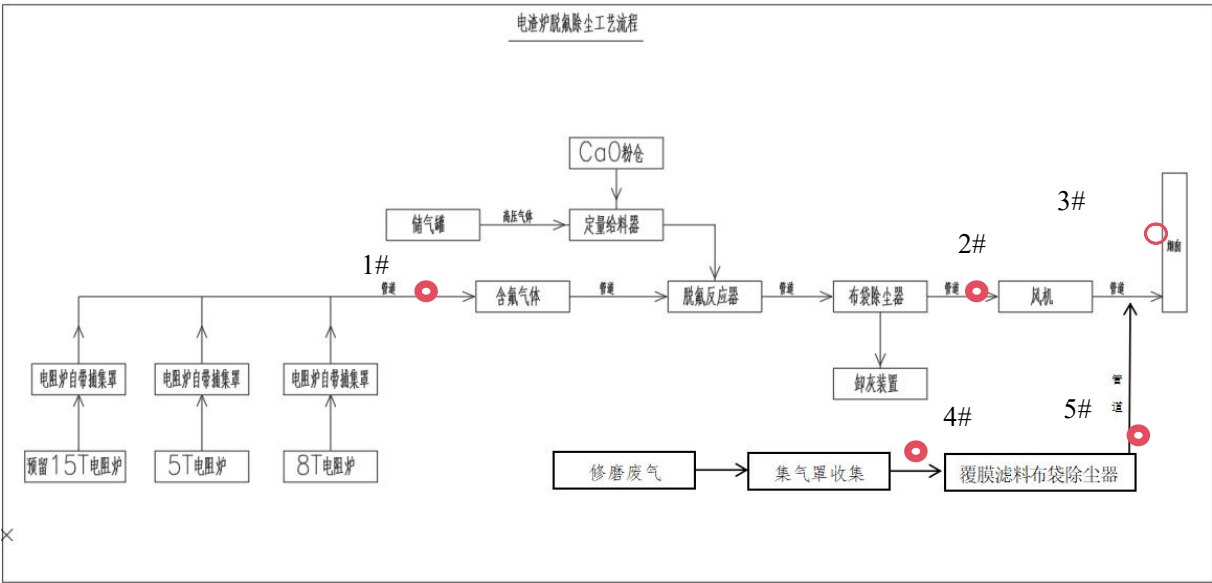 电渣炉脱氟除尘工艺流程
CaO粉仓
储气罐
高压气体
定量给料器
3#
烟囱
1#
2#
管道
含氟气体
管道
脱氟反应器
管道
布袋除尘器
管道
风机
管道
电阻炉自带捕集罩
电阻炉自带捕集罩
电阻炉自带捕集罩
卸灰装置
管
道
预留15T电阻炉
5T电阻炉
8T电阻炉
4#
5#
修磨废气
集气罩收集
覆膜滤料布袋除尘器